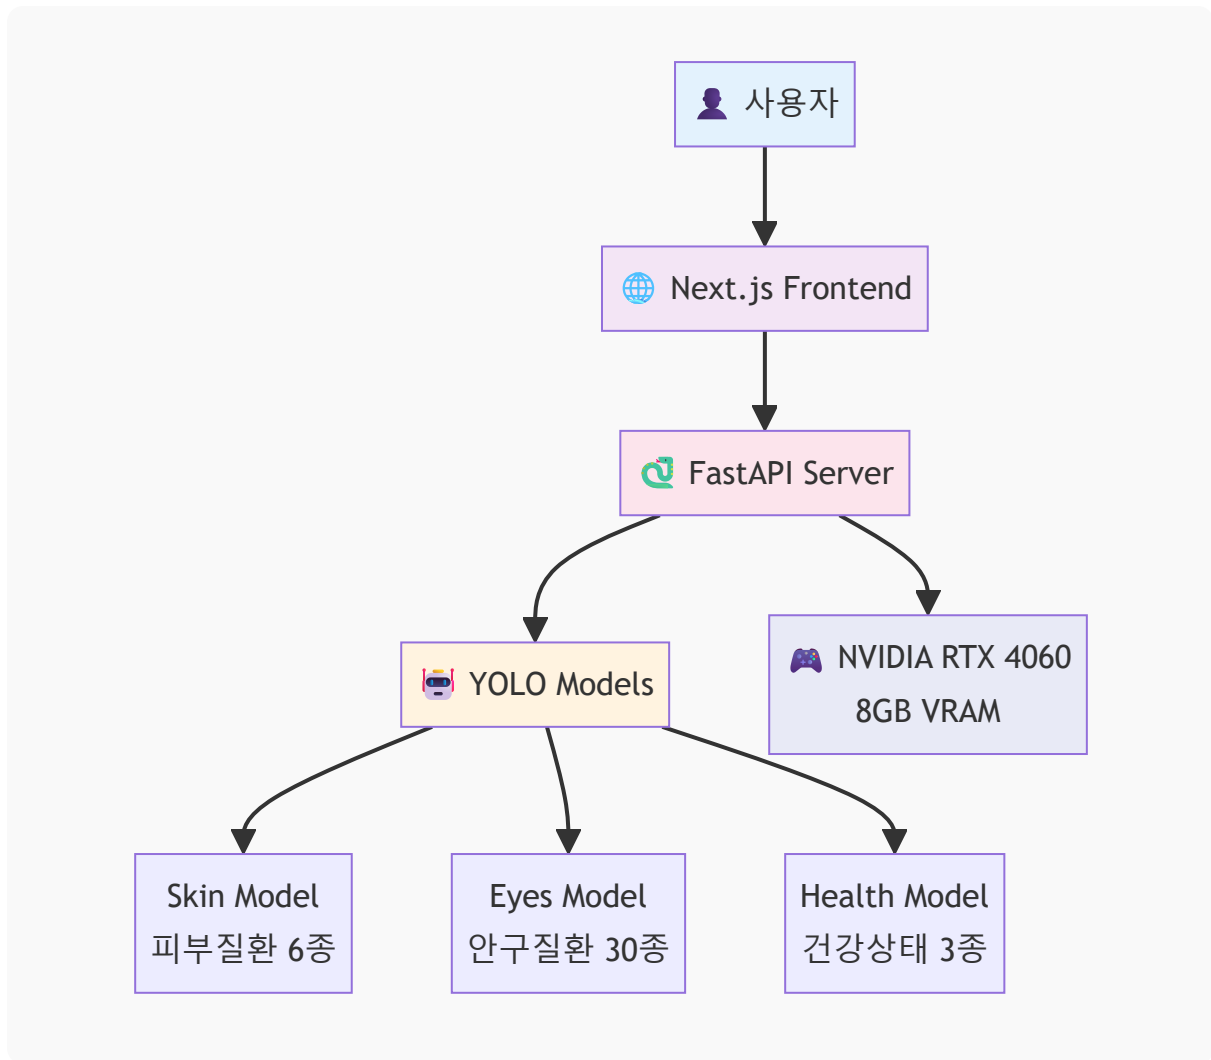 사용자
Next.js Frontend
FastAPI Server
YOLO Models
NVIDIA RTX 4060
8GB VRAM
Skin Model
피부질환 6종
Eyes Model
안구질환 30종
Health Model
건강상태 3종